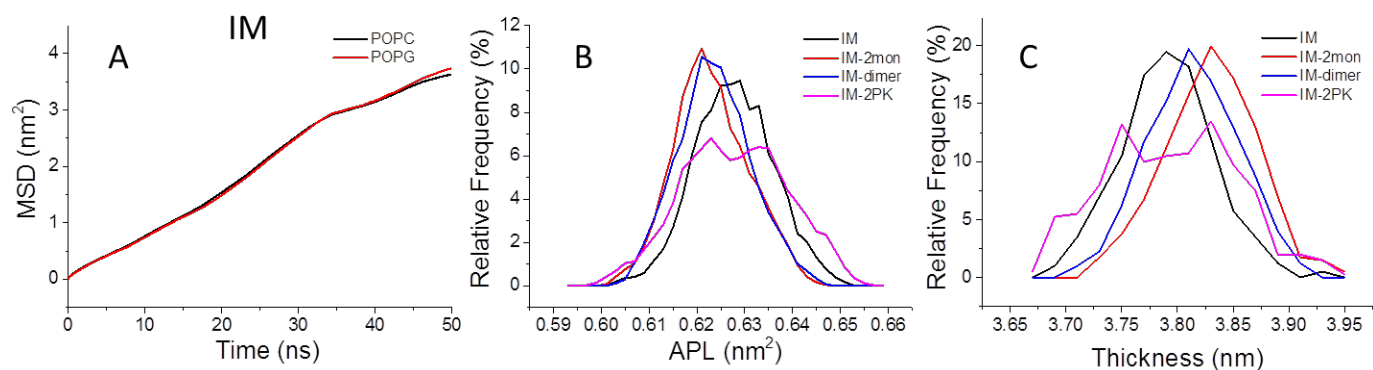 IM
A
POPC
POPG
MSD (nm²)
4
3
2
1
0
0 10 20 30 40 50
Time (ns)
B
IM
IM-2mon
IM-dimer
IM-2PK
Relative Frequency (%)
12
10
8
6
4
2
0
0.59 0.60 0.61 0.62 0.63 0.64 0.65 0.66
APL (nm²)
C
IM
IM-2mon
IM-dimer
IM-2PK
Relative Frequency (%)
20
15
10
5
0
3.65 3.70 3.75 3.80 3.85 3.90 3.95
Thickness (nm)